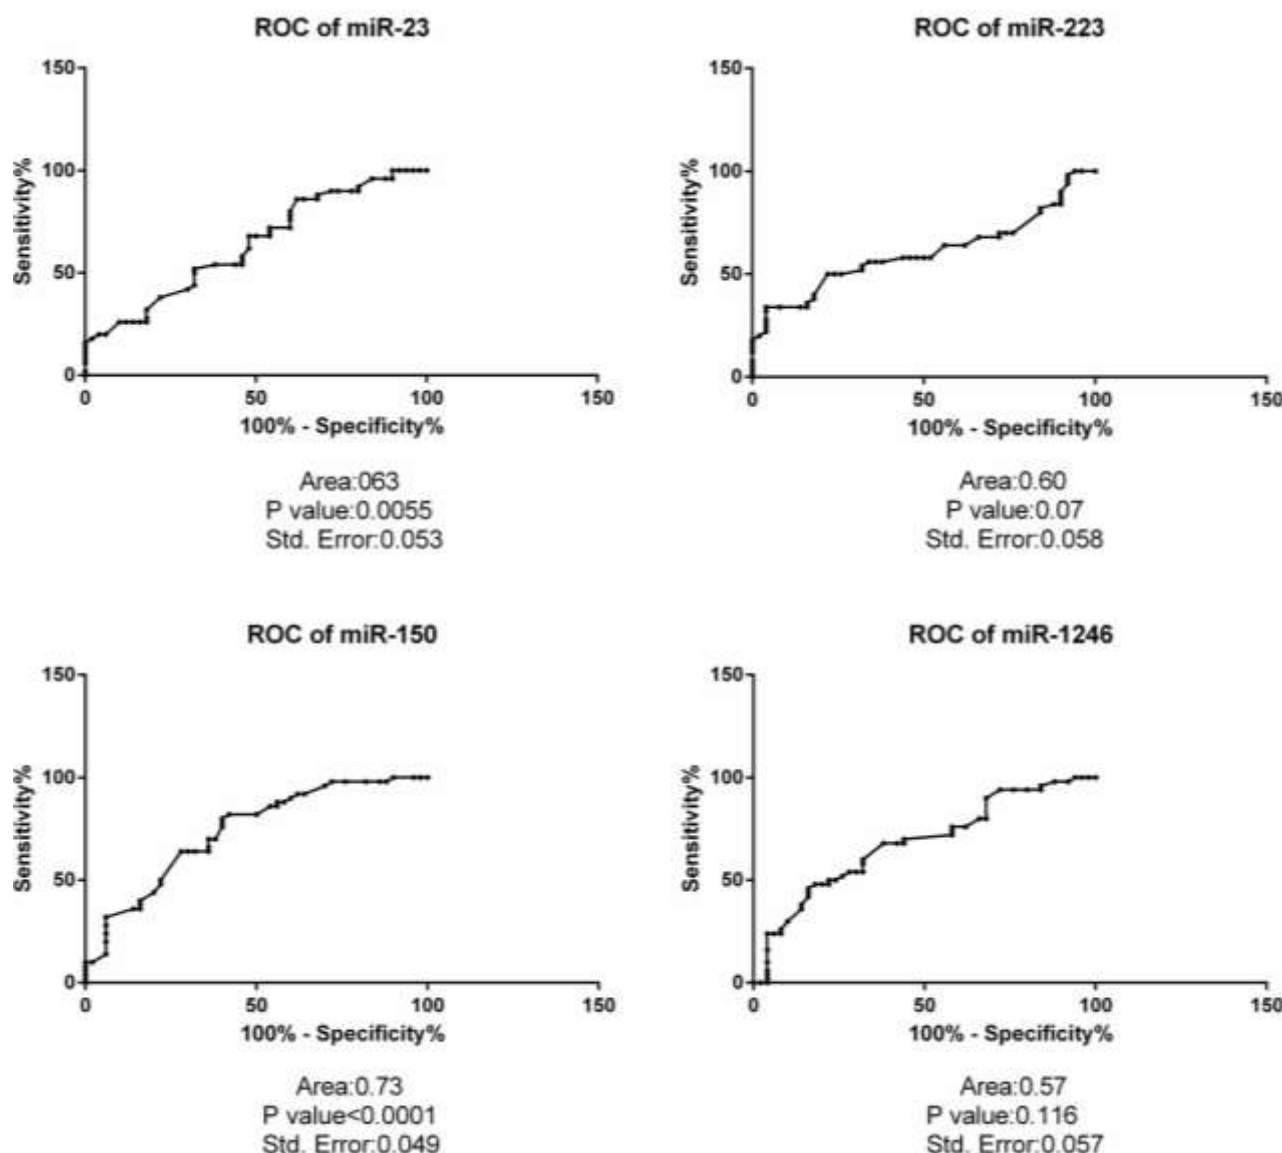 ROC of miR-23
150
100
50
0
Sensitivity%
0 50 100 150
100% - Specificity%
Area:063
P value:0.0055
Std. Error:0.053
ROC of miR-223
150
100
50
0
Sensitivity%
0 50 100 150
100% - Specificity%
Area:0.60
P value:0.07
Std. Error:0.058
ROC of miR-150
150
100
50
0
Sensitivity%
0 50 100 150
100% - Specificity%
Area:0.73
P value<0.0001
Std. Error:0.049
ROC of miR-1246
150
100
50
0
Sensitivity%
0 50 100 150
100% - Specificity%
Area:0.57
P value:0.116
Std. Error:0.057